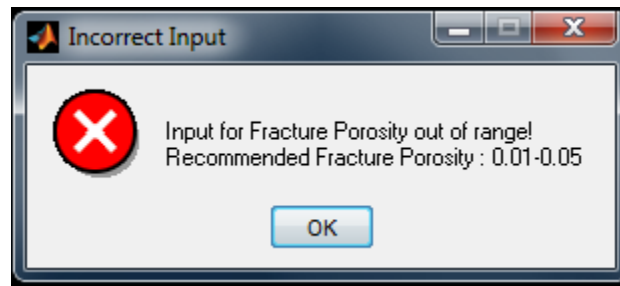 Incorrect Input
Input for Fracture Porosity out of range!
Recommended Fracture Porosity : 0.01-0.05
OK